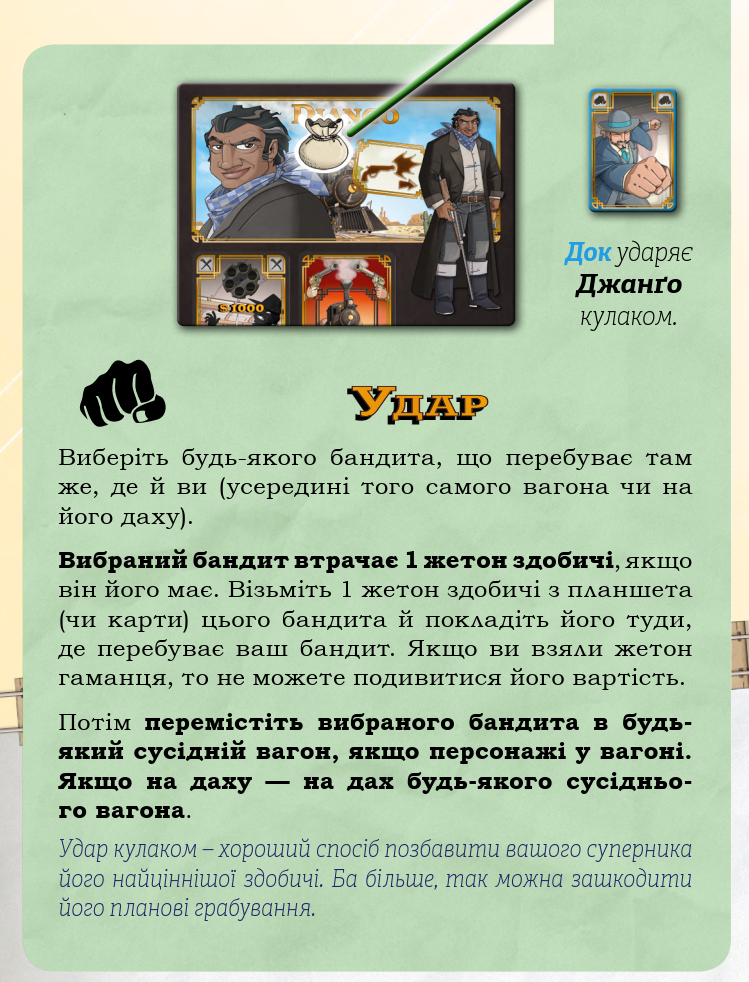 DJANGO
$1000
Док ударяє
Джанґо
кулаком.
Удар
Виберіть будь-якого бандита, що перебуває там
же, де й ви (усередині того самого вагона чи на
його даху).
Вибраний бандит втрачає 1 жетон здобичі, якщо
він його має. Візьміть 1 жетон здобичі з планшета
(чи карти) цього бандита й покладіть його туди,
де перебуває ваш бандит. Якщо ви взяли жетон
гаманця, то не можете подивитися його вартість.
Потім перемістіть вибраного бандита в будь-
який сусідній вагон, якщо персонажі у вагоні.
Якщо на даху — на дах будь-якого сусідньо-
го вагона.
Удар кулаком – хороший спосіб позбавити вашого суперника
його найціннішої здобичі. Ба більше, так можна зашкодити
його планові грабування.